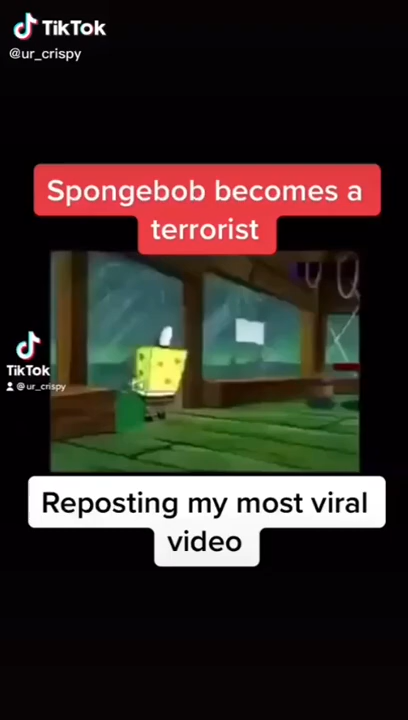 TikTok
@ur_crispy
Spongebob becomes a
terrorist
TikTok
@ur_crispy
Reposting my most viral
video